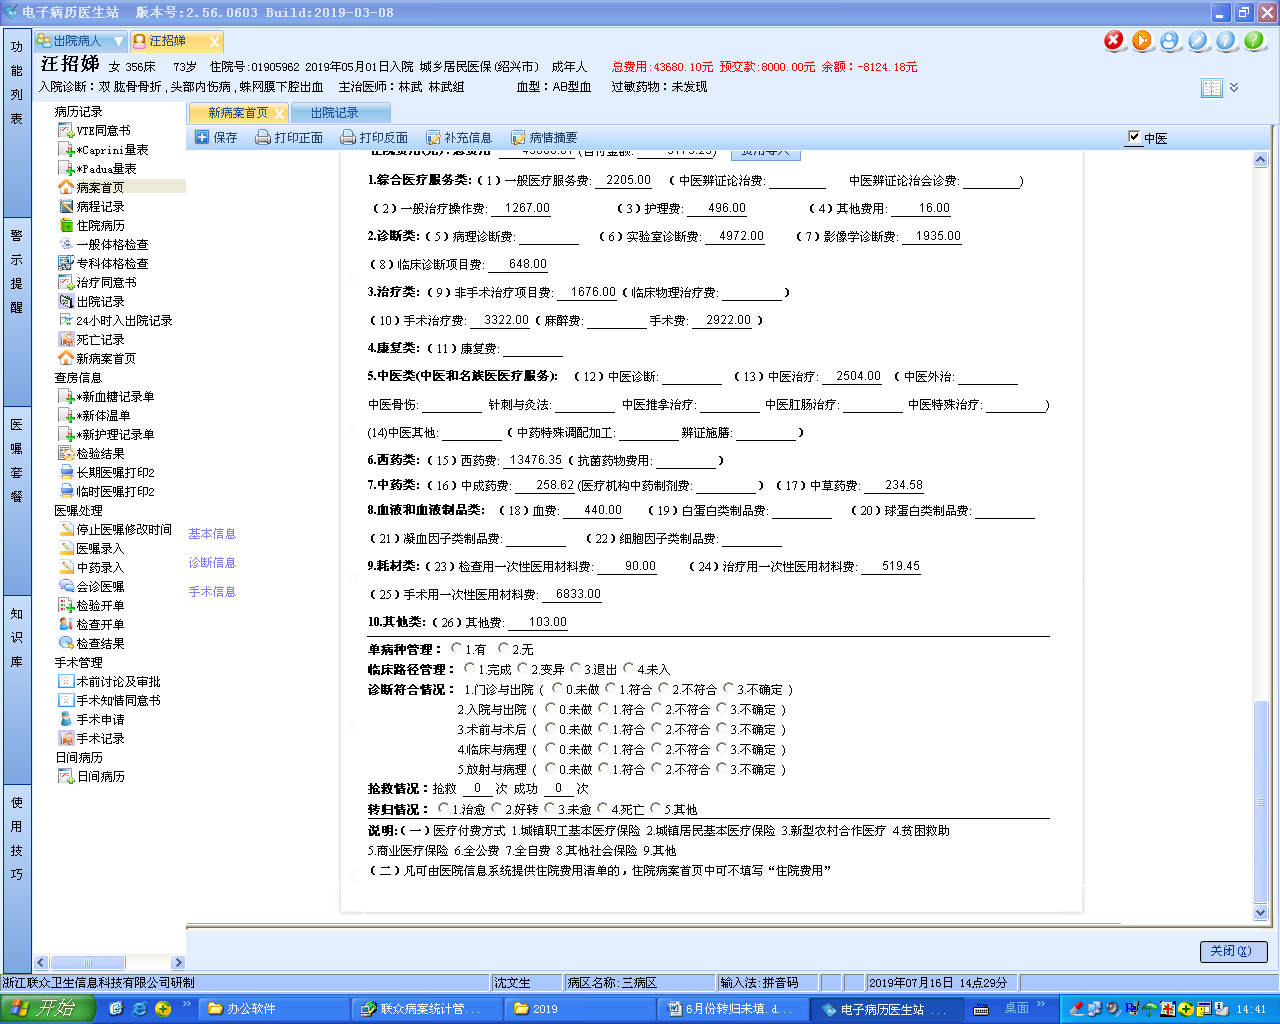 电子病历医生站 版本号:2.56.0603 Build:2019-03-08
功能列表
警示提醒
医嘱套餐
知识库
使用技巧
出院病人 汪招娣
汪招娣 女 356床 73岁 住院号:01905962 2019年05月01日入院 城乡居民医保(绍兴市) 成年人 总费用:43680.10元 预交款:8000.00元 余额:-8124.18元
入院诊断:双肱骨骨折,头部内伤病,蛛网膜下腔出血 主治医师:林武 林武组 血型:AB型血 过敏药物:未发现
病历记录
VTE同意书
*Caprini量表
*Padua量表
病案首页
病程记录
住院病历
一般体格检查
专科体格检查
治疗同意书
出院记录
24小时入出院记录
死亡记录
新病案首页
查房信息
*新血糖记录单
*新体温单
*新护理记录单
检验结果
长期医嘱打印2
临时医嘱打印2
医嘱处理
停止医嘱修改时间
医嘱录入
中药录入
会诊医嘱
检验开单
检查开单
检查结果
手术管理
术前讨论及审批
手术知情同意书
手术申请
手术记录
日间病历
日间病历
新病案首页 出院记录
保存 打印正面 打印反面 补充信息 病情摘要 中医
基本信息
诊断信息
手术信息
1.综合医疗服务类:(1)一般医疗服务费: 2205.00 (中医辨证论治费: 中医辨证论治会诊费: )
(2)一般治疗操作费: 1267.00 (3)护理费: 496.00 (4)其他费用: 16.00
2.诊断类:(5)病理诊断费: (6)实验室诊断费: 4972.00 (7)影像学诊断费: 1935.00
(8)临床诊断项目费: 648.00
3.治疗类:(9)非手术治疗项目费: 1676.00 (临床物理治疗费: )
(10)手术治疗费: 3322.00 (麻醉费: 手术费: 2922.00 )
4.康复类:(11)康复费:
5.中医类(中医和名族医医疗服务): (12)中医诊断: (13)中医治疗: 2504.00 (中医外治:
中医骨伤: 针刺与灸法: 中医推拿治疗: 中医肛肠治疗: 中医特殊治疗: )
(14)中医其他: (中药特殊调配加工: 辨证施膳: )
6.西药类:(15)西药费: 13476.35 (抗菌药物费用: )
7.中药类:(16)中成药费: 258.62 (医疗机构中药制剂费: ) (17)中草药费: 234.58
8.血液和血液制品类: (18)血费: 440.00 (19)白蛋白类制品费: (20)球蛋白类制品费:
(21)凝血因子类制品费: (22)细胞因子类制品费:
9.耗材类:(23)检查用一次性医用材料费: 90.00 (24)治疗用一次性医用材料费: 519.45
(25)手术用一次性医用材料费: 6833.00
10.其他类:(26)其他费: 103.00
单病种管理: 1.有 2.无
临床路径管理: 1.完成 2.变异 3.退出 4.未入
诊断符合情况: 1.门诊与出院 ( 0.未做 1.符合 2.不符合 3.不确定 )
2.入院与出院 ( 0.未做 1.符合 2.不符合 3.不确定 )
3.术前与术后 ( 0.未做 1.符合 2.不符合 3.不确定 )
4.临床与病理 ( 0.未做 1.符合 2.不符合 3.不确定 )
5.放射与病理 ( 0.未做 1.符合 2.不符合 3.不确定 )
抢救情况:抢救 0 次 成功 0 次
转归情况: 1.治愈 2.好转 3.未愈 4.死亡 5.其他
说明:(一)医疗付费方式 1.城镇职工基本医疗保险 2.城镇居民基本医疗保险 3.新型农村合作医疗 4.贫困救助
5.商业医疗保险 6.全公费 7.全自费 8.其他社会保险 9.其他
(二)凡可由医院信息系统提供住院费用清单的,住院病案首页中可不填写“住院费用”
关闭(X)
浙江联众卫生信息科技有限公司研制 沈文生 病区名称:三病区 输入法:拼音码 2019年07月16日 14点29分
开始 办公软件 联众病案统计管... 2019 6月份转归未填.d... 电子病历医生站 ... 桌面 14:41